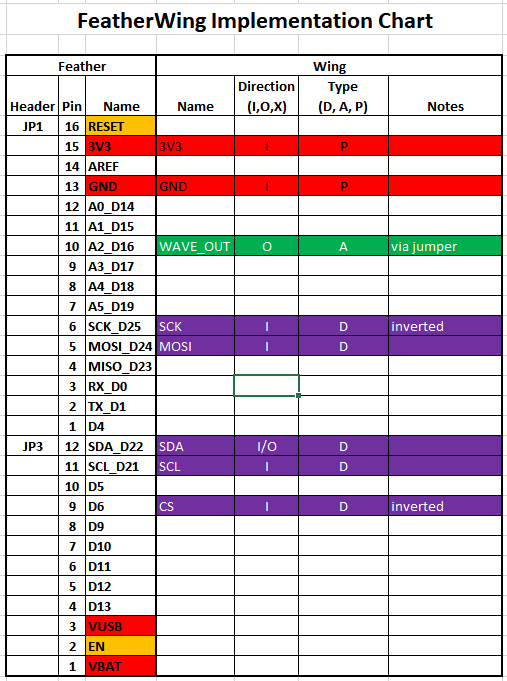 FeatherWing Implementation Chart
Feather Wing
Header Pin Name Name Direction (I,O,X) Type (D, A, P) Notes
JP1 16 RESET
15 3V3 3V3 I P
14 AREF
13 GND GND I P
12 A0_D14
11 A1_D15
10 A2_D16 WAVE_OUT O A via jumper
9 A3_D17
8 A4_D18
7 A5_D19
6 SCK_D25 SCK I D inverted
5 MOSI_D24 MOSI I D
4 MISO_D23
3 RX_D0
2 TX_D1
1 D4
JP3 12 SDA_D22 SDA I/O D
11 SCL_D21 SCL I D
10 D5
9 D6 CS I D inverted
8 D9
7 D10
6 D11
5 D12
4 D13
3 VUSB
2 EN
1 VBAT